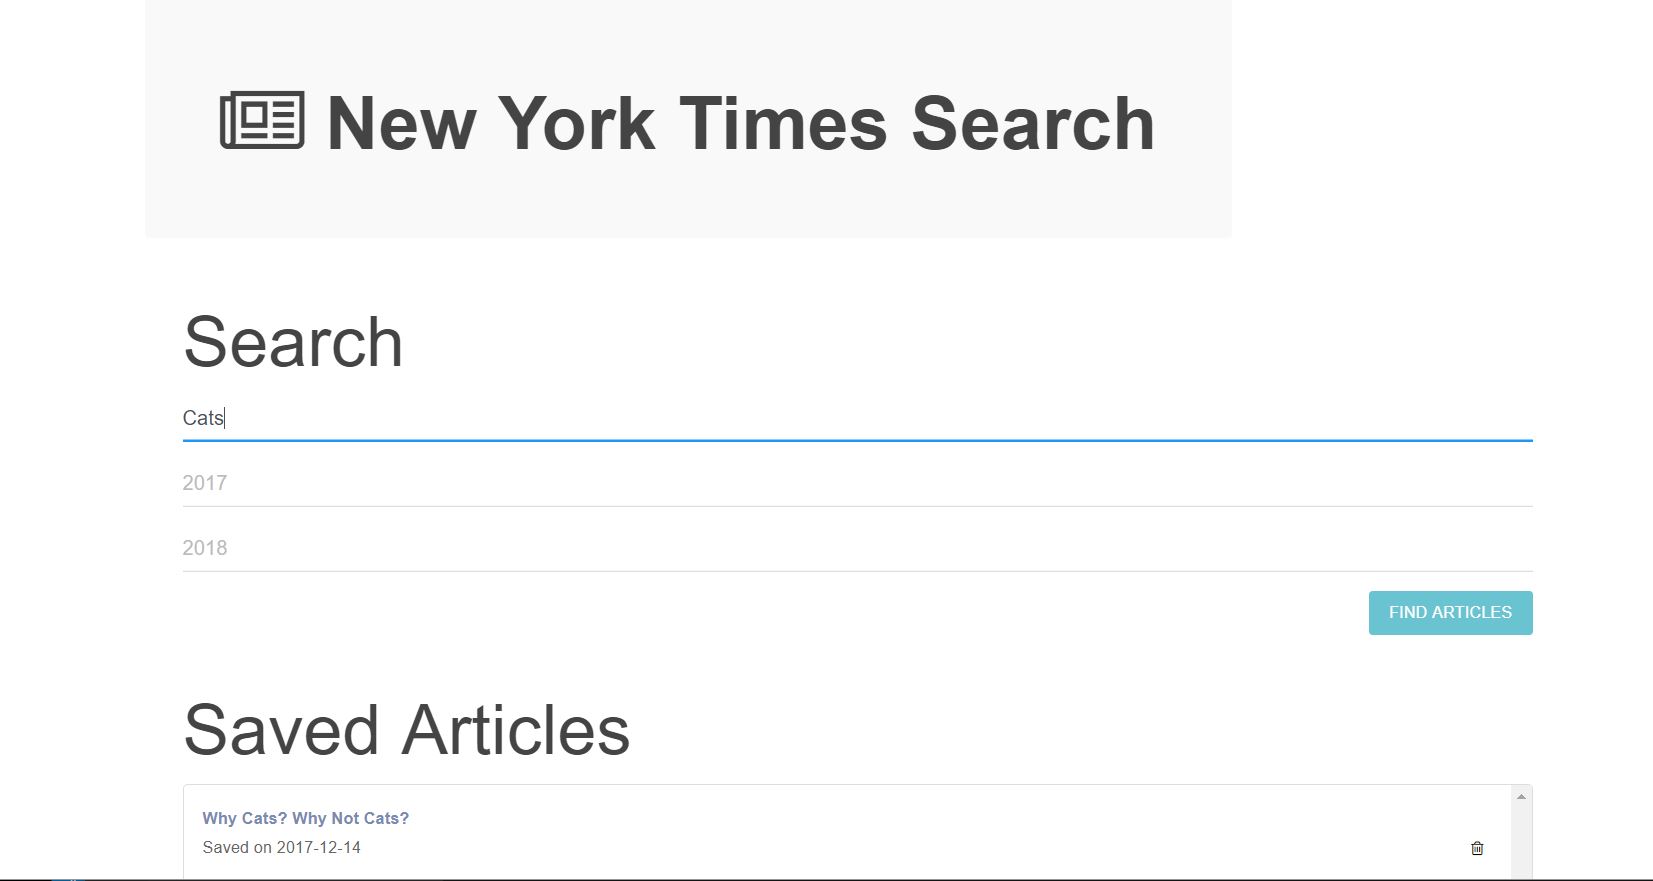 New York Times Search
Search
Cats
2017
2018
FIND ARTICLES
Saved Articles
Why Cats? Why Not Cats?
Saved on 2017-12-14